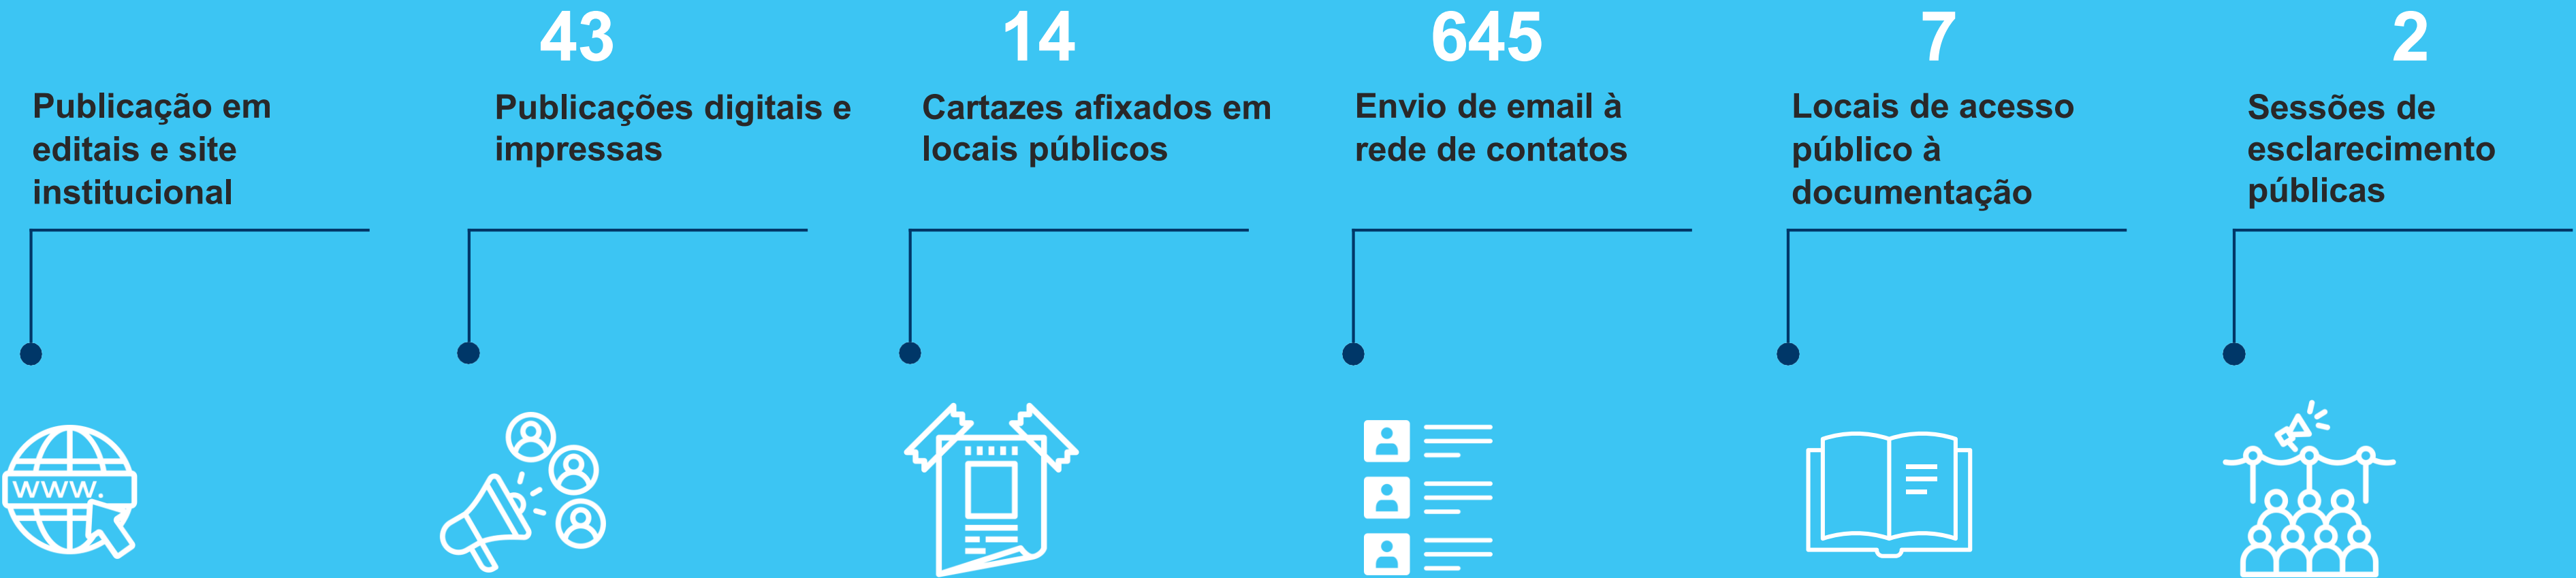 Publicação em
editais e site
institucional
43
Publicações digitais e
impressas
14
Cartazes afixados em
locais públicos
645
Envio de email à
rede de contatos
7
Locais de acesso
público à
documentação
2
Sessões de
esclarecimento
públicas
www.